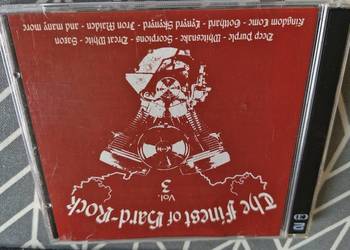 The Finest of Hard-Rock
Vol. 3
Deep Purple - Whitesnake - Scorpions - Great White - Saxon
Kingdom Come - Gotthard - Lynyrd Skynyrd - Iron Maiden - and many more
2